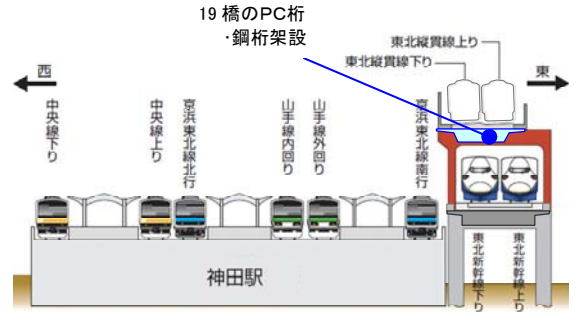 19 橋のPC桁
・鋼桁架設
東北縦貫線上り
東北縦貫線下り
西
東
中央線下り
中央線上り
京浜東北線北行
山手線内回り
山手線外回り
京浜東北線南行
神田駅
東北新幹線下り
東北新幹線上り